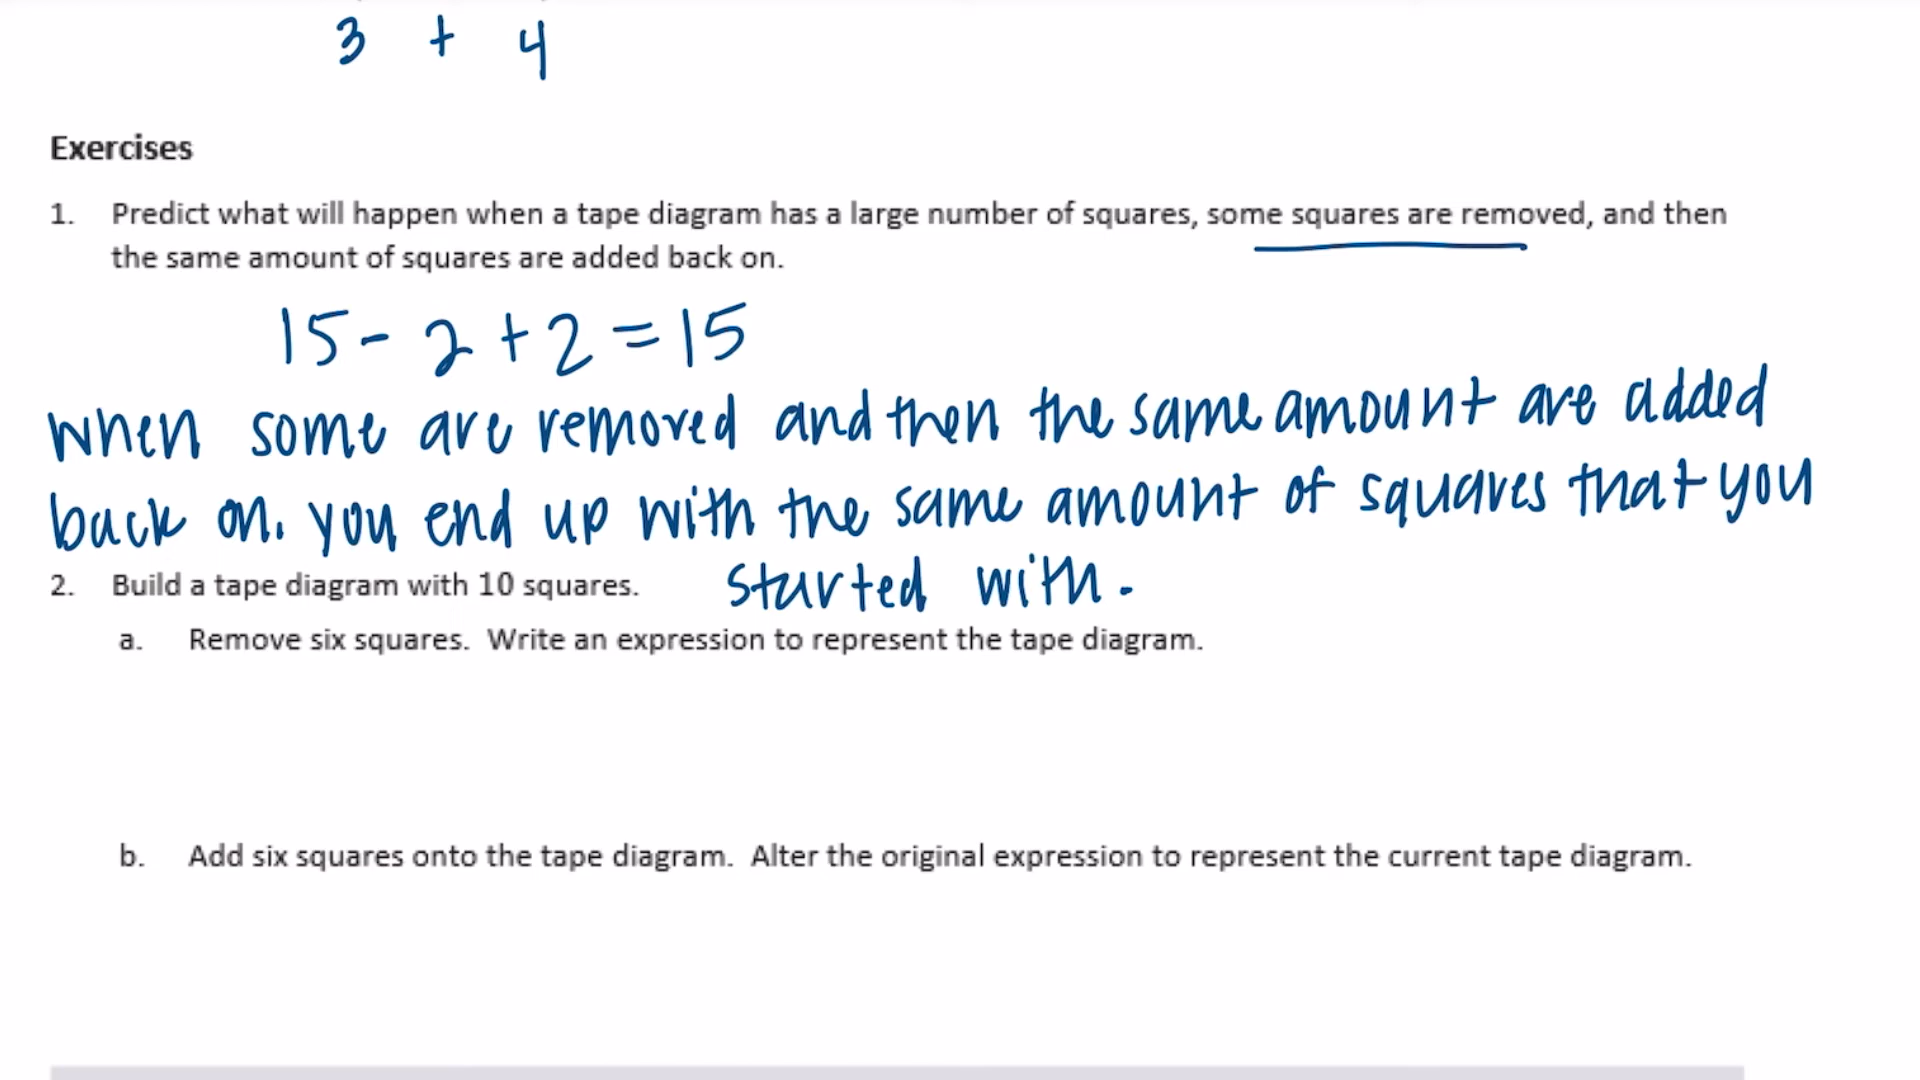 3 + 4
Exercises
1. Predict what will happen when a tape diagram has a large number of squares, some squares are removed, and then
the same amount of squares are added back on.
15 - 2 + 2 = 15
when some are removed and then the same amount are added
back on. you end up with the same amount of squares that you
started with.
2. Build a tape diagram with 10 squares.
a. Remove six squares. Write an expression to represent the tape diagram.
b. Add six squares onto the tape diagram. Alter the original expression to represent the current tape diagram.